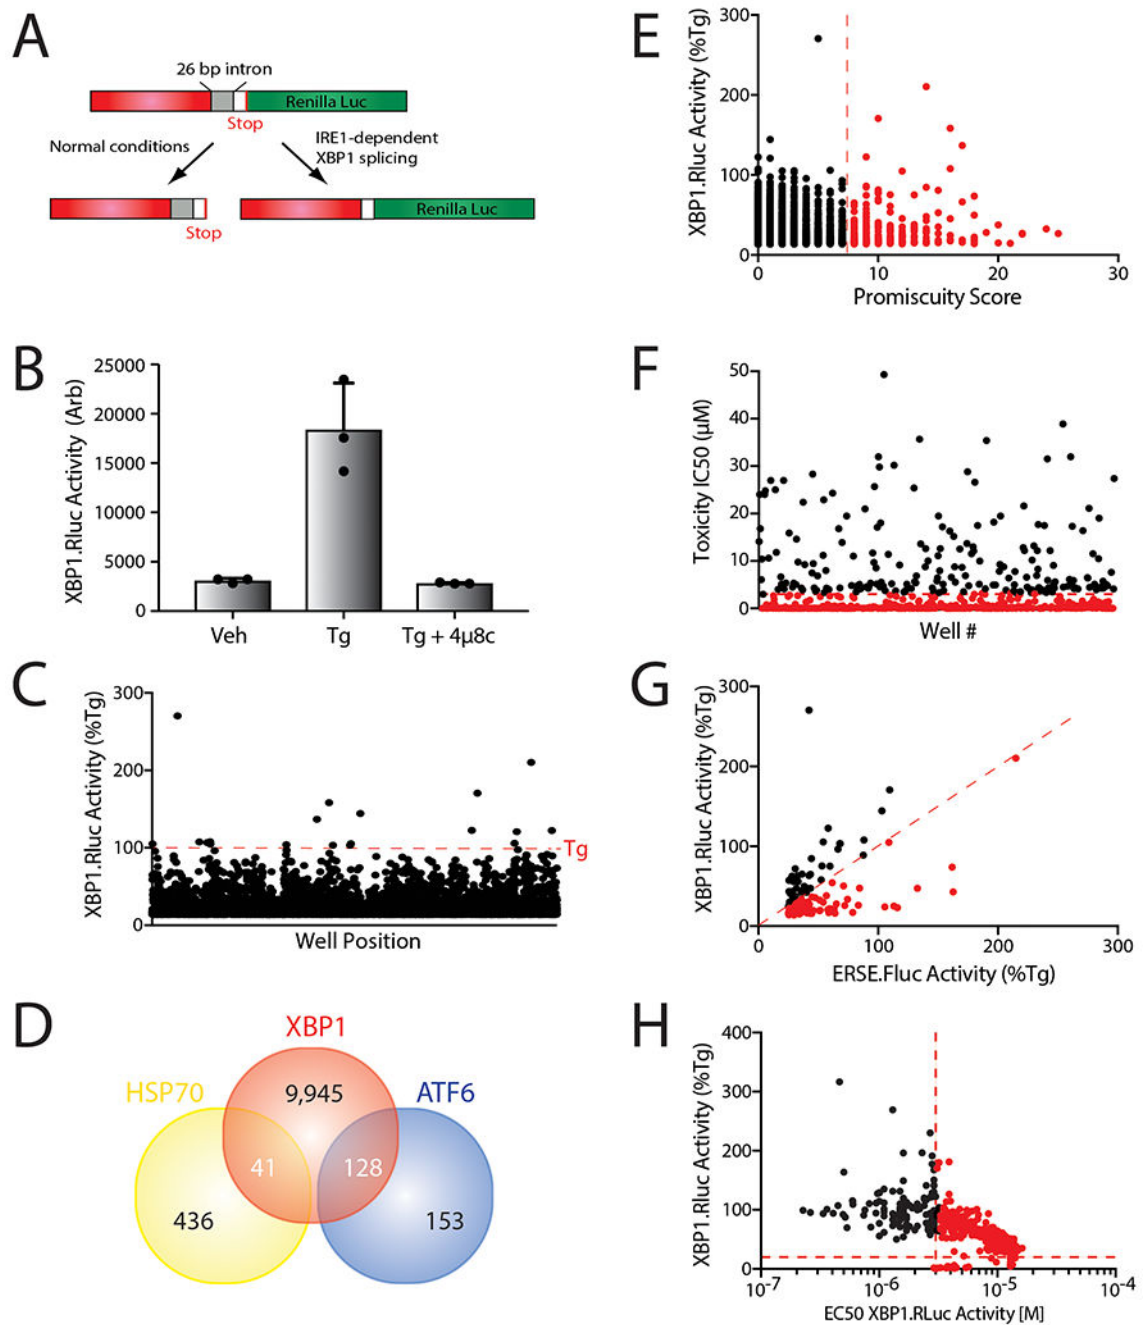 A
26 bp intron
Renilla Luc
Stop
Normal conditions
IRE1-dependent
XBP1 splicing
Renilla Luc
Stop
B
XBP1.Rluc Activity (Arb)
25000
20000
15000
10000
5000
0
Veh
Tg
Tg + 4μ8c
C
XBP1.Rluc Activity (%Tg)
300
200
100
0
Tg
Well Position
D
XBP1
HSP70
ATF6
9,945
41
128
436
153
E
XBP1.Rluc Activity (%Tg)
300
200
100
0
0
10
20
30
Promiscuity Score
F
Toxicity IC50 (μM)
50
40
30
20
10
0
Well #
G
XBP1.Rluc Activity (%Tg)
300
200
100
0
0
100
200
300
ERSE.Fluc Activity (%Tg)
H
XBP1.Rluc Activity (%Tg)
400
300
200
100
0
10⁻⁷
10⁻⁶
10⁻⁵
10⁻⁴
EC50 XBP1.RLuc Activity [M]